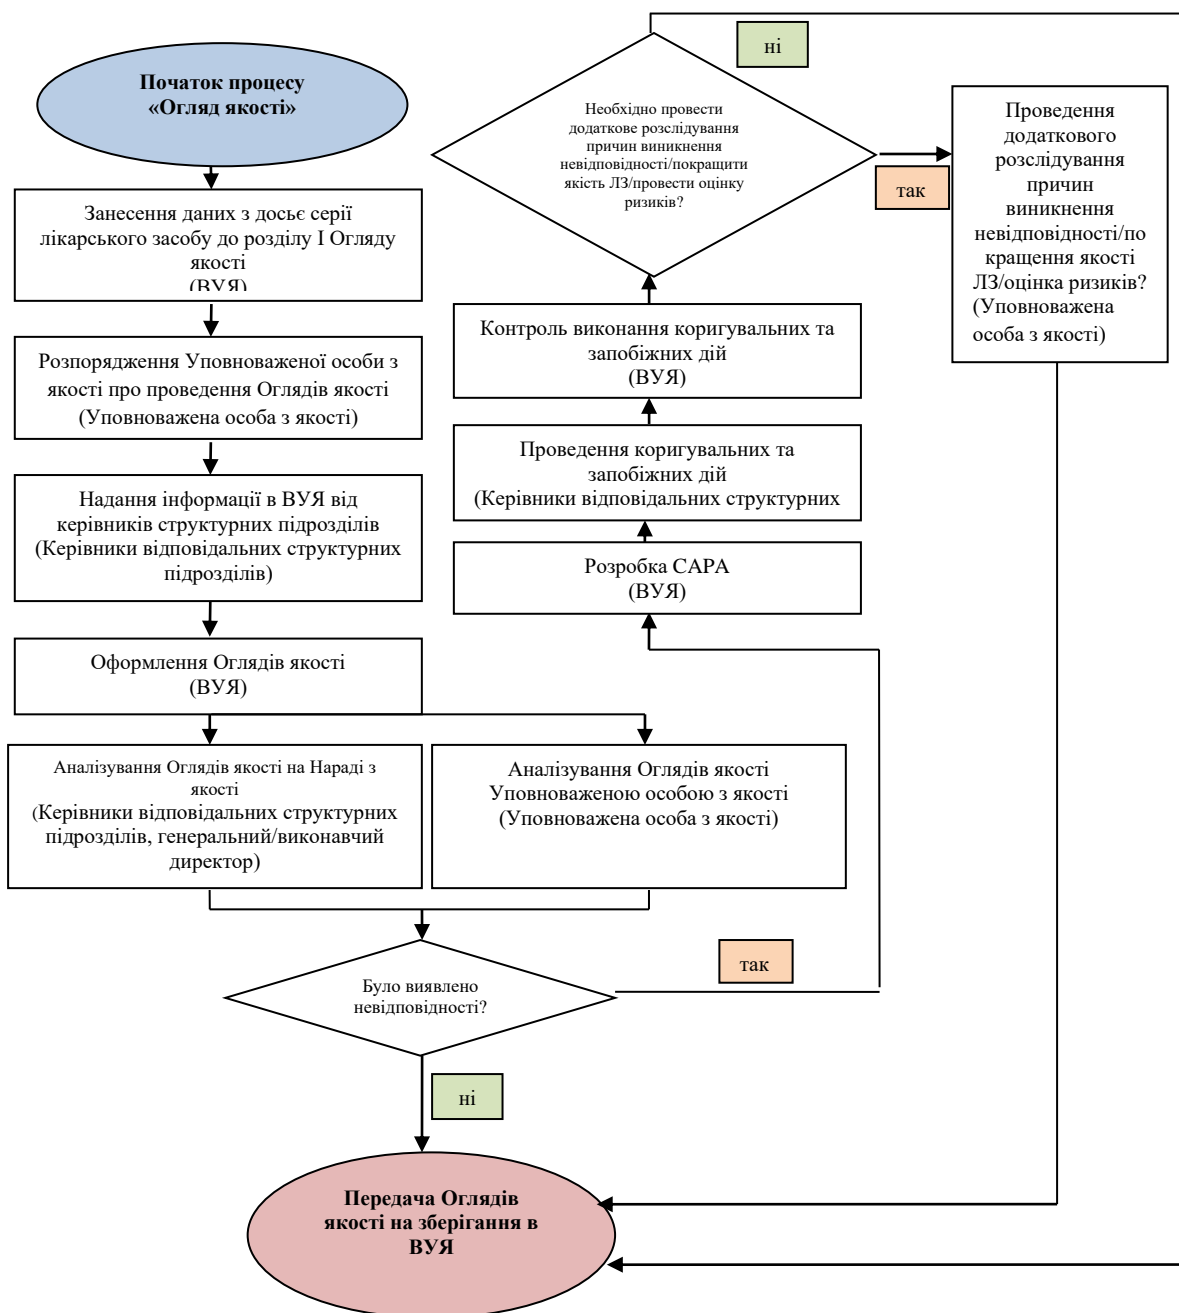 Початок процесу
«Огляд якості»
Занесення даних з досьє серії
лікарського засобу до розділу I Огляду
якості
(ВУЯ)
Розпорядження Уповноваженої особи з
якості про проведення Оглядів якості
(Уповноважена особа з якості)
Надання інформації в ВУЯ від
керівників структурних підрозділів
(Керівники відповідальних структурних
підрозділів)
Оформлення Оглядів якості
(ВУЯ)
Аналізування Оглядів якості на Нараді з
якості
(Керівники відповідальних структурних
підрозділів, генеральний/виконавчий
директор)
Аналізування Оглядів якості
Уповноваженою особою з якості
(Уповноважена особа з якості)
Було виявлено
невідповідності?
так
ні
Розробка САРА
(ВУЯ)
Проведення коригувальних та
запобіжних дій
(Керівники відповідальних структурних
Контроль виконання коригувальних та
запобіжних дій
(ВУЯ)
Необхідно провести
додаткове розслідування
причин виникнення
невідповідності/покращити
якість ЛЗ/провести оцінку
ризиків?
ні
так
Проведення
додаткового
розслідування
причин
виникнення
невідповідності/по
кращення якості
ЛЗ/оцінка ризиків?
(Уповноважена
особа з якості)
Передача Оглядів
якості на зберігання в
ВУЯ